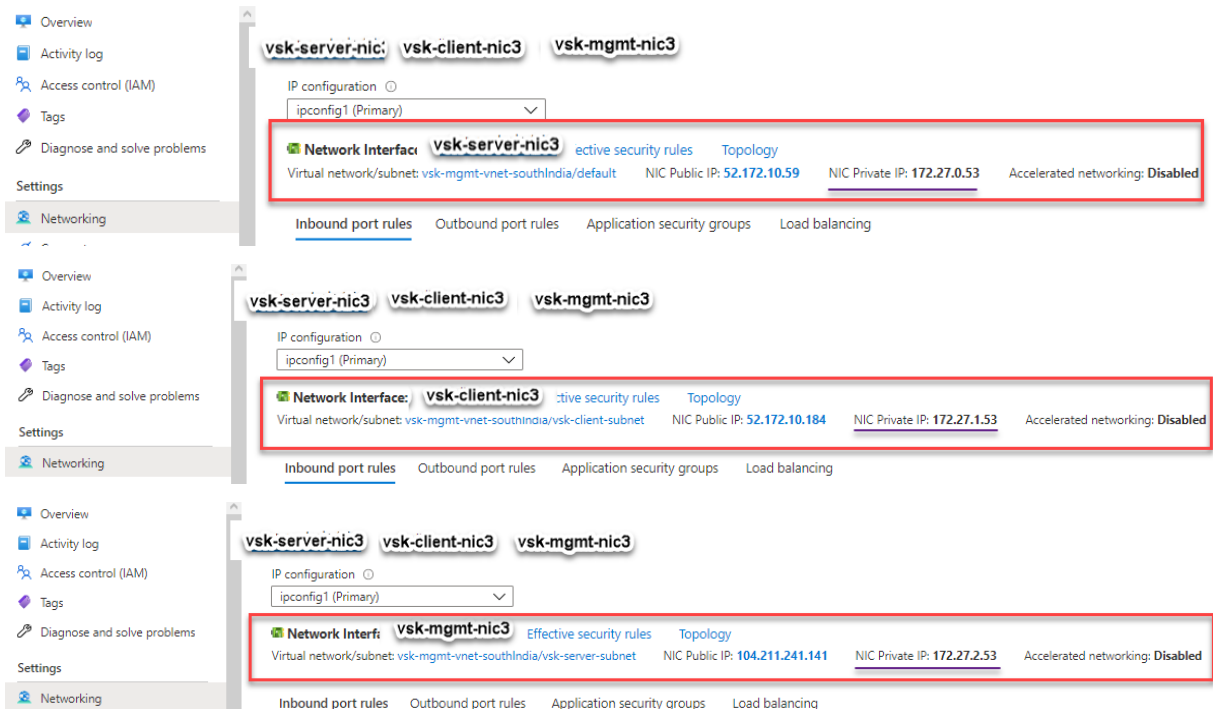 Overview
Activity log
Access control (IAM)
Tags
Diagnose and solve problems
Settings
Networking
vsk-server-nic3 vsk-client-nic3 vsk-mgmt-nic3
IP configuration
ipconfig1 (Primary)
Network Interface vsk-server-nic3 ective security rules Topology
Virtual network/subnet: vsk-mgmt-vnet-southIndia/default NIC Public IP: 52.172.10.59 NIC Private IP: 172.27.0.53 Accelerated networking: Disabled
Inbound port rules Outbound port rules Application security groups Load balancing
Overview
Activity log
Access control (IAM)
Tags
Diagnose and solve problems
Settings
Networking
vsk-server-nic3 vsk-client-nic3 vsk-mgmt-nic3
IP configuration
ipconfig1 (Primary)
Network Interface: vsk-client-nic3 tive security rules Topology
Virtual network/subnet: vsk-mgmt-vnet-southIndia/vsk-client-subnet NIC Public IP: 52.172.10.184 NIC Private IP: 172.27.1.53 Accelerated networking: Disabled
Inbound port rules Outbound port rules Application security groups Load balancing
Overview
Activity log
Access control (IAM)
Tags
Diagnose and solve problems
Settings
Networking
vsk-server-nic3 vsk-client-nic3 vsk-mgmt-nic3
IP configuration
ipconfig1 (Primary)
Network Interf vsk-mgmt-nic3 Effective security rules Topology
Virtual network/subnet: vsk-mgmt-vnet-southIndia/vsk-server-subnet NIC Public IP: 104.211.241.141 NIC Private IP: 172.27.2.53 Accelerated networking: Disabled
Inbound port rules Outbound port rules Application security groups Load balancing